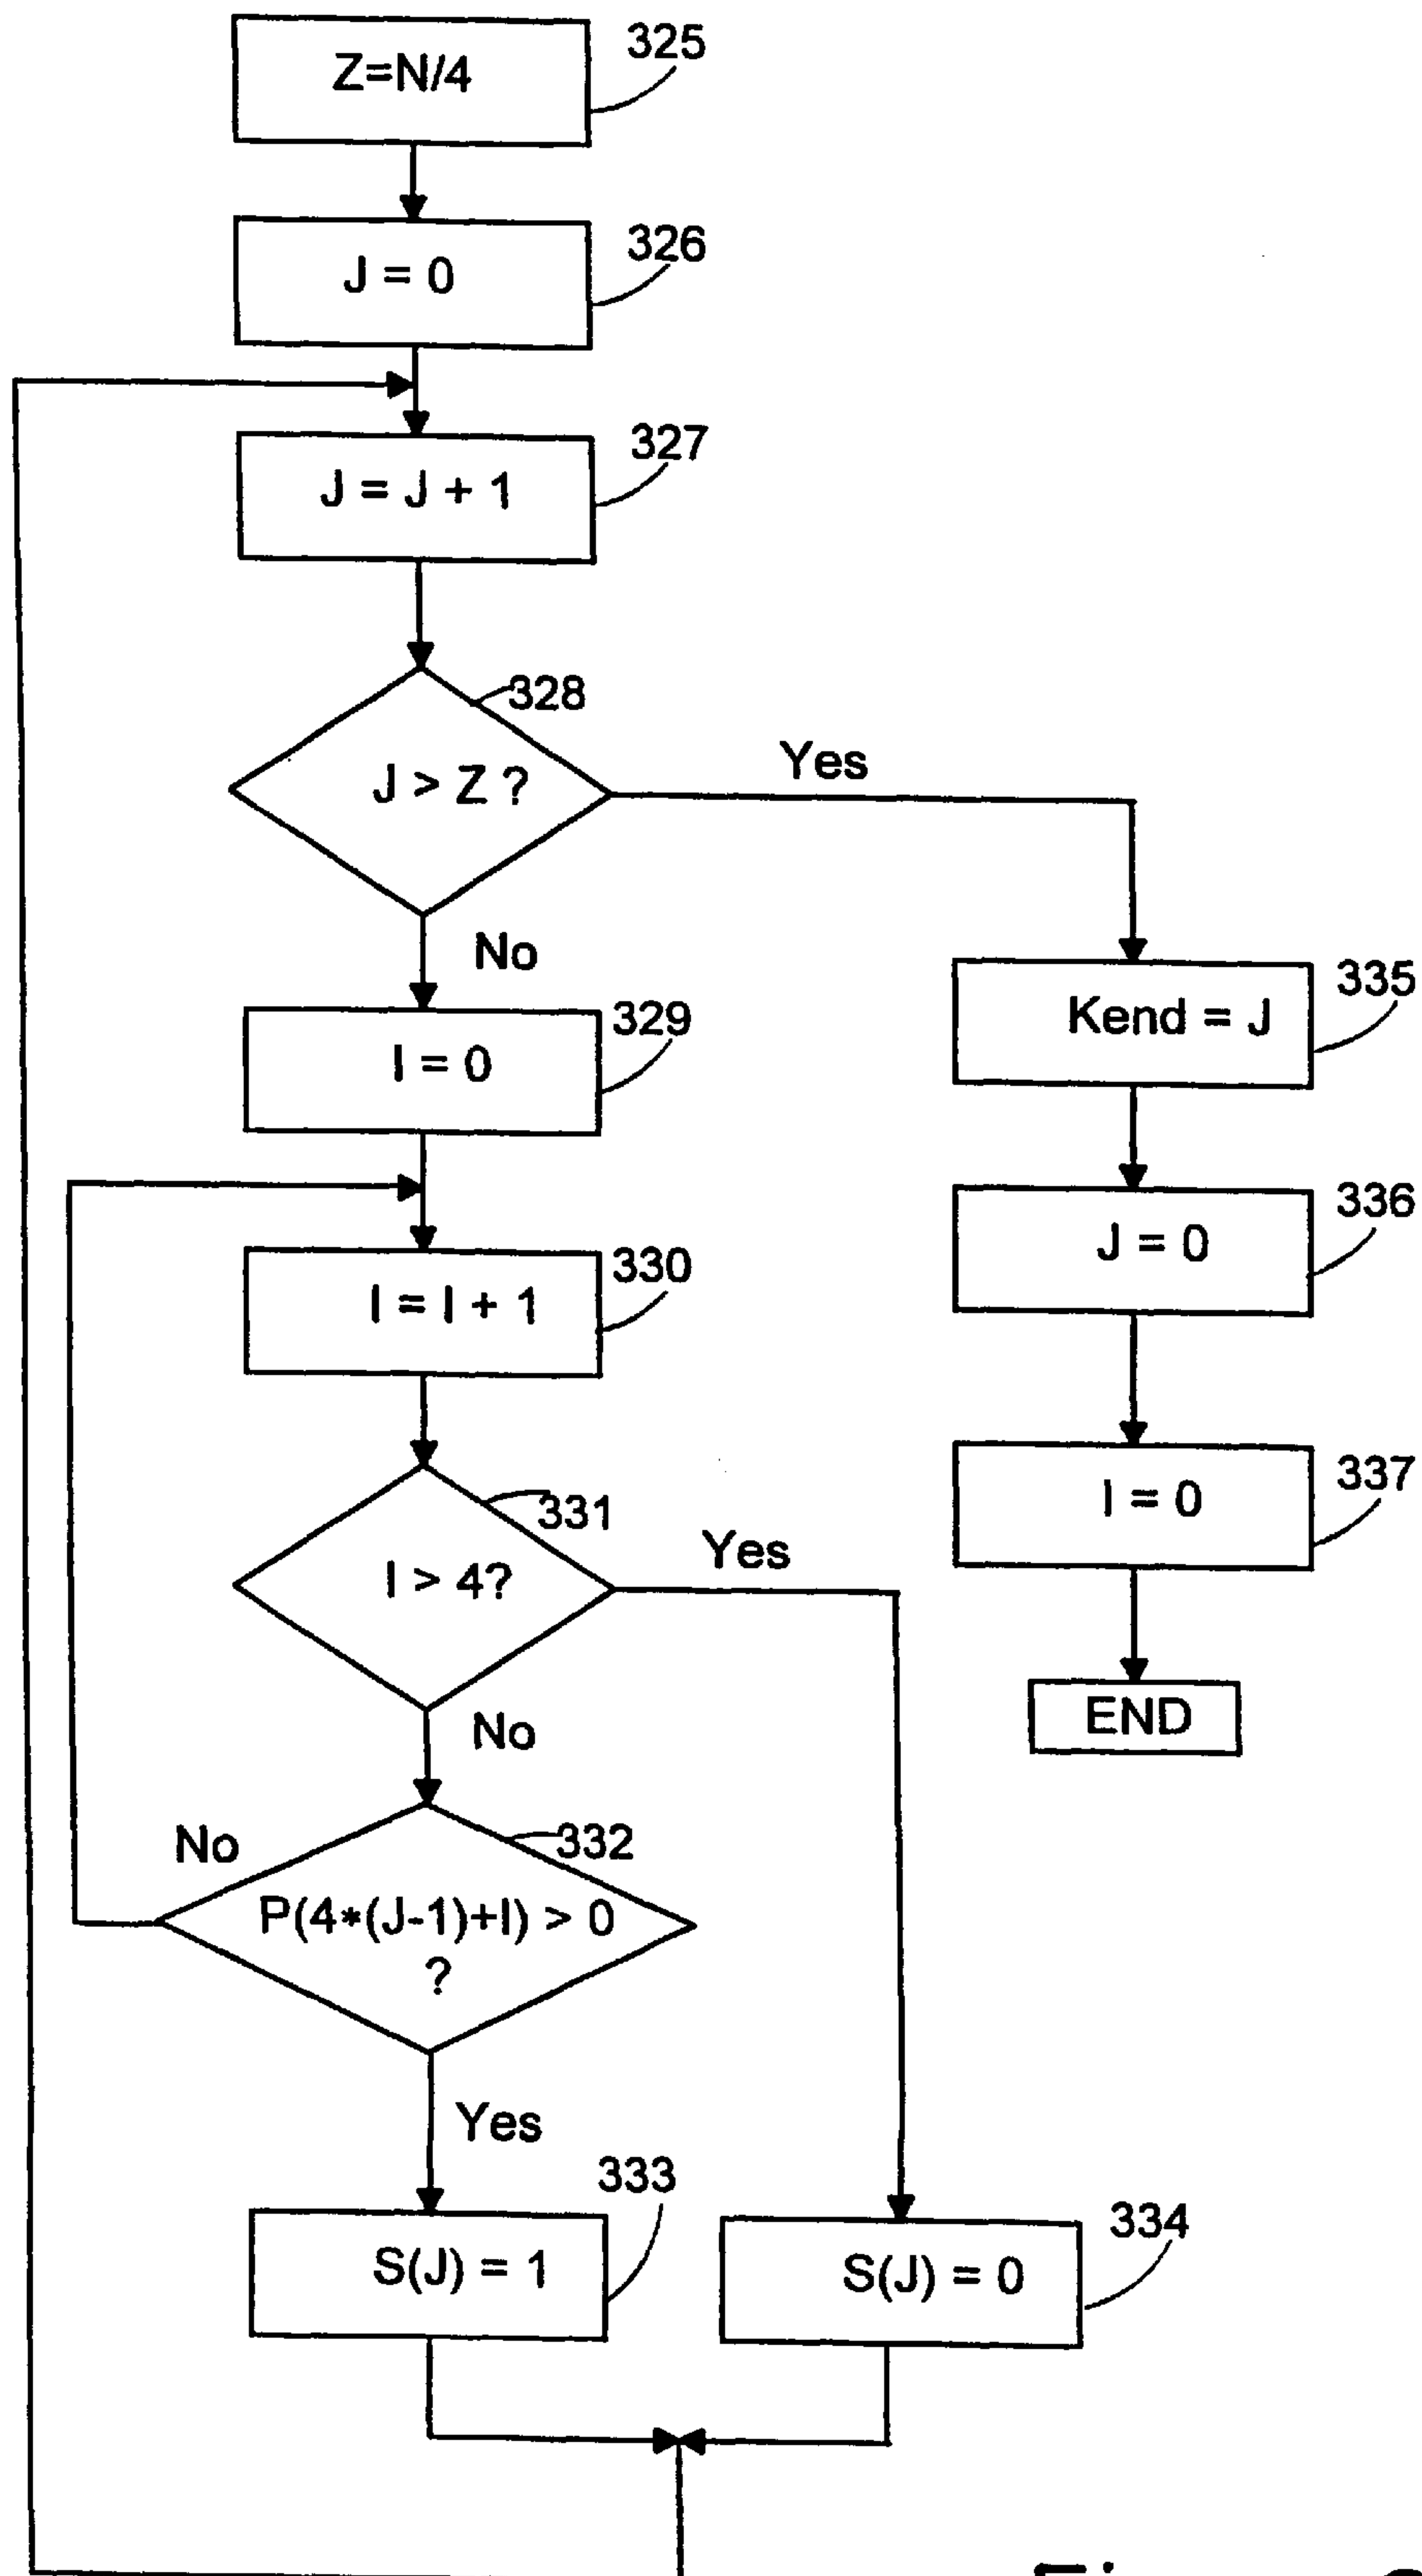 Z=N/4
325
J = 0
326
J = J + 1
327
328
J > Z ?
Yes
No
I = 0
329
Kend = J
335
I = I + 1
330
J = 0
336
331
I > 4?
Yes
No
I = 0
337
END
332
No
P(4*(J-1)+I) > 0
?
Yes
S(J) = 1
333
S(J) = 0
334